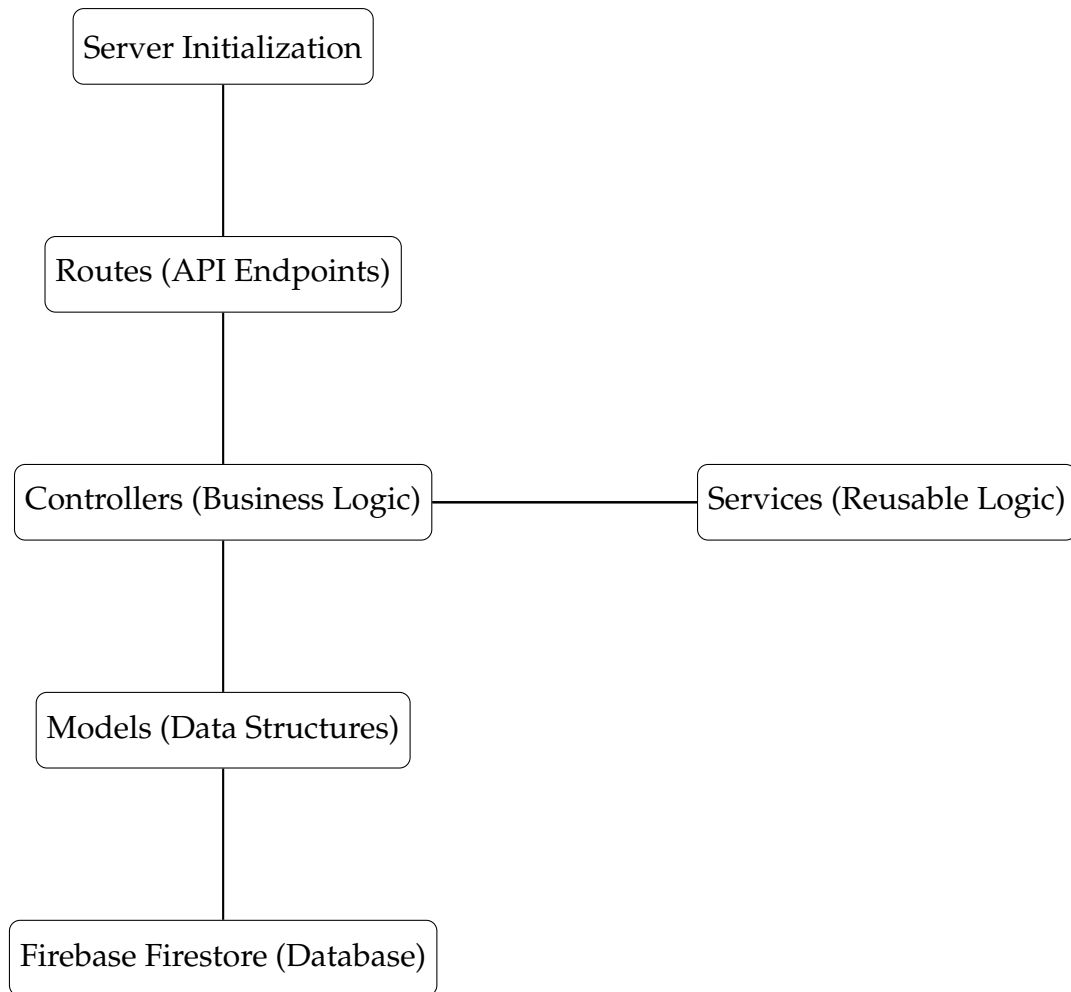 Server Initialization
Routes (API Endpoints)
Controllers (Business Logic)
Services (Reusable Logic)
Models (Data Structures)
Firebase Firestore (Database)